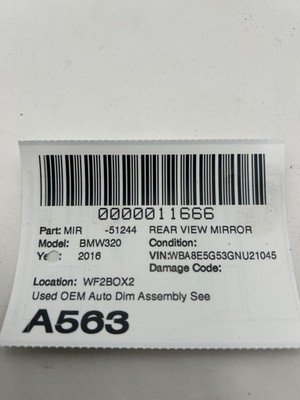 0000011666
Part: MIR -51244 REAR VIEW MIRROR
Model: BMW320 Condition:
2016 VIN:WBA8E5G53GNU21045
Damage Code:
Location: WF2BOX2
Used OEM Auto Dim Assembly See
A563